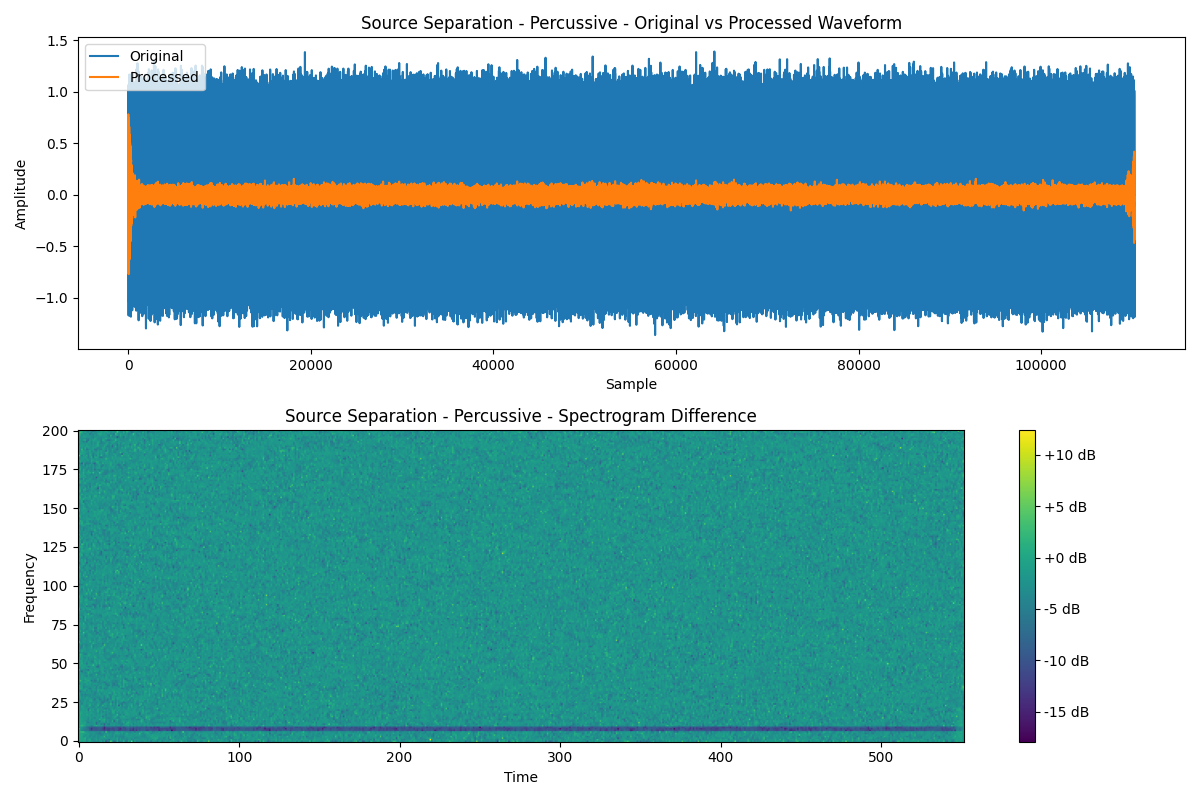 Source Separation - Percussive - Original vs Processed Waveform
Original
Processed
1.5
1.0
0.5
0.0
−0.5
−1.0
Amplitude
0 20000 40000 60000 80000 100000
Sample
Source Separation - Percussive - Spectrogram Difference
200
175
150
125
100
75
50
25
0
Frequency
0 100 200 300 400 500
Time
+10 dB
+5 dB
+0 dB
-5 dB
-10 dB
-15 dB